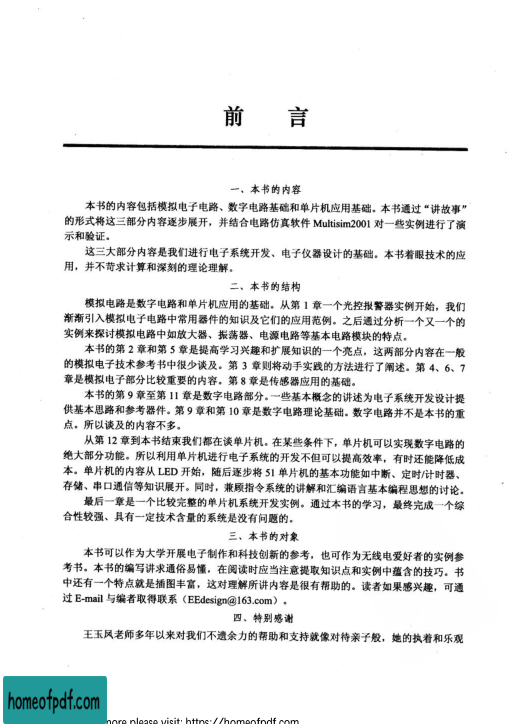 前 言
一、本书的内容
本书的内容包括模拟电子电路、数字电路基础和单片机应用基础。本书通过“讲故事”
的形式将这三部分内容逐步展开，并结合电路仿真软件 Multisim2001 对一些实例进行了演
示和验证。
这三大部分内容是我们进行电子系统开发、电子仪器设计的基础。本书着眼技术的应
用，并不苛求计算和深刻的理论理解。
二、本书的结构
模拟电路是数字电路和单片机应用的基础。从第 1 章一个光控报警器实例开始，我们
渐渐引入模拟电子电路中常用器件的知识及它们的应用范例。之后通过分析一个又一个的
实例来探讨模拟电路中如放大器、振荡器、电源电路等基本电路模块的特点。
本书的第 2 章和第 5 章是提高学习兴趣和扩展知识的一个亮点，这两部分内容在一般
的模拟电子技术参考书中很少谈及。第 3 章则将动手实践的方法进行了阐述。第 4、6、7
章是模拟电子部分比较重要的内容。第 8 章是传感器应用的基础。
本书的第 9 章至第 11 章是数字电路部分。一些基本概念的讲述为电子系统开发设计提
供基本思路和参考器件。第 9 章和第 10 章是数字电路理论基础。数字电路并不是本书的重
点。所以谈及的内容不多。
从第 12 章到本书结束我们都在谈单片机。在某些条件下，单片机可以实现数字电路的
绝大部分功能。所以利用单片机进行电子系统的开发不但可以提高效率，有时还能降低成
本。单片机的内容从 LED 开始，随后逐步将 51 单片机的基本功能如中断、定时/计时器、
存储、串口通信等知识展开。同时，兼顾指令系统的讲解和汇编语言基本编程思想的讨论。
最后一章是一个比较完整的单片机系统开发实例。通过本书的学习，最终完成一个综
合性较强、具有一定技术含量的系统是没有问题的。
三、本书的对象
本书可以作为大学开展电子制作和科技创新的参考，也可作为无线电爱好者的实例参
考书。本书的编写讲求通俗易懂，在阅读时应当注意提取知识点和实例中蕴含的技巧。书
中还有一个特点就是插图丰富，这对理解所讲内容是很有帮助的。读者如果感兴趣，可通
过 E-mail 与编者取得联系（EEdesign@163.com）。
四、特别感谢
王玉凤老师多年以来对我们不遗余力的帮助和支持就像对待亲子般，她的执着和乐观
homeofpdf.com
more please visit: https://homeofpdf.com